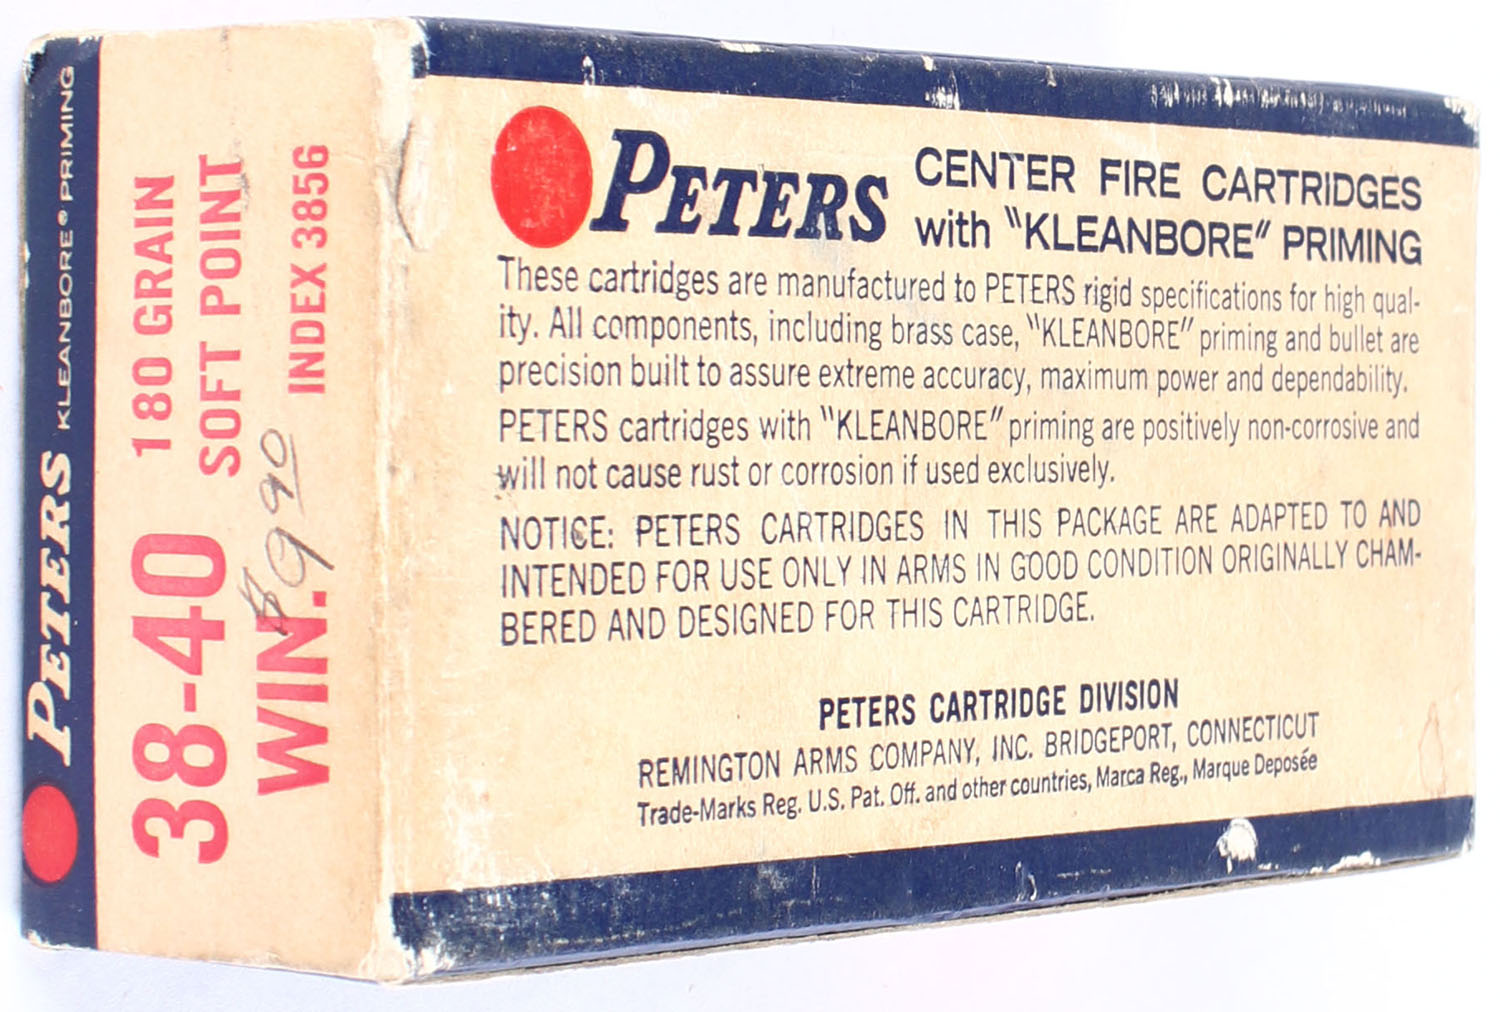 PETERS KLEANBORE® PRIMING
38-40 180 GRAIN
WIN. SOFT POINT
$9.90
INDEX 3856
PETERS
CENTER FIRE CARTRIDGES
with "KLEANBORE" PRIMING
These cartridges are manufactured to PETERS rigid specifications for high qual-
ity. All components, including brass case, "KLEANBORE" priming and bullet are
precision built to assure extreme accuracy, maximum power and dependability.
PETERS cartridges with "KLEANBORE" priming are positively non-corrosive and
will not cause rust or corrosion if used exclusively.
NOTICE: PETERS CARTRIDGES IN THIS PACKAGE ARE ADAPTED TO AND
INTENDED FOR USE ONLY IN ARMS IN GOOD CONDITION ORIGINALLY CHAM-
BERED AND DESIGNED FOR THIS CARTRIDGE.
PETERS CARTRIDGE DIVISION
REMINGTON ARMS COMPANY, INC. BRIDGEPORT, CONNECTICUT
Trade-Marks Reg. U.S. Pat. Off. and other countries, Marca Reg., Marque Deposée